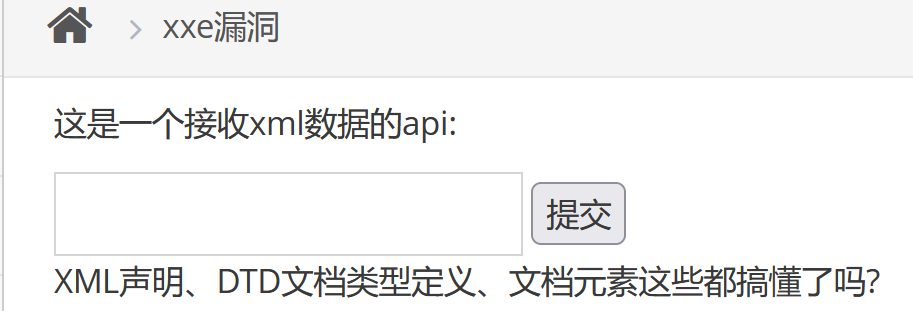 xxe漏洞
这是一个接收xml数据的api:
提交
XML声明、DTD文档类型定义、文档元素这些都搞懂了吗?